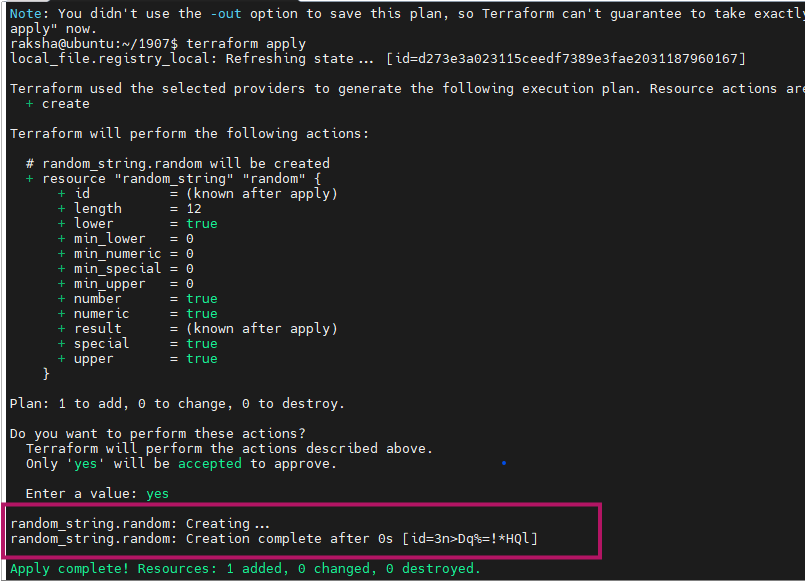 Note: You didn't use the -out option to save this plan, so Terraform can't guarantee to take exactly
apply" now.
raksha@ubuntu:~/1907$ terraform apply
local_file.registry_local: Refreshing state... [id=d273e3a023115ceedf7389e3fae2031187960167]
Terraform used the selected providers to generate the following execution plan. Resource actions are
+ create
Terraform will perform the following actions:
# random_string.random will be created
+ resource "random_string" "random" {
+ id = (known after apply)
+ length = 12
+ lower = true
+ min_lower = 0
+ min_numeric = 0
+ min_special = 0
+ min_upper = 0
+ number = true
+ numeric = true
+ result = (known after apply)
+ special = true
+ upper = true
}
Plan: 1 to add, 0 to change, 0 to destroy.
Do you want to perform these actions?
Terraform will perform the actions described above.
Only 'yes' will be accepted to approve.
Enter a value: yes
random_string.random: Creating...
random_string.random: Creation complete after 0s [id=3n>Dq%=!*HQl]
Apply complete! Resources: 1 added, 0 changed, 0 destroyed.